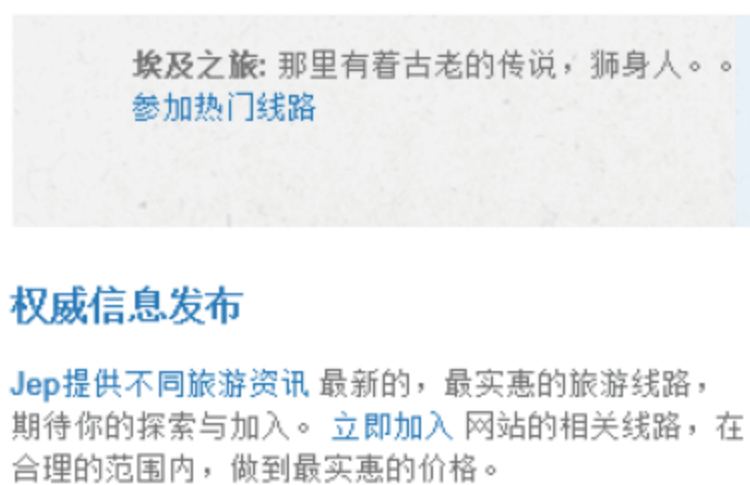 埃及之旅: 那里有着古老的传说，狮身人。。
参加热门线路
权威信息发布
Jep提供不同旅游资讯 最新的，最实惠的旅游线路，
期待你的探索与加入。 立即加入 网站的相关线路，在
合理的范围内，做到最实惠的价格。